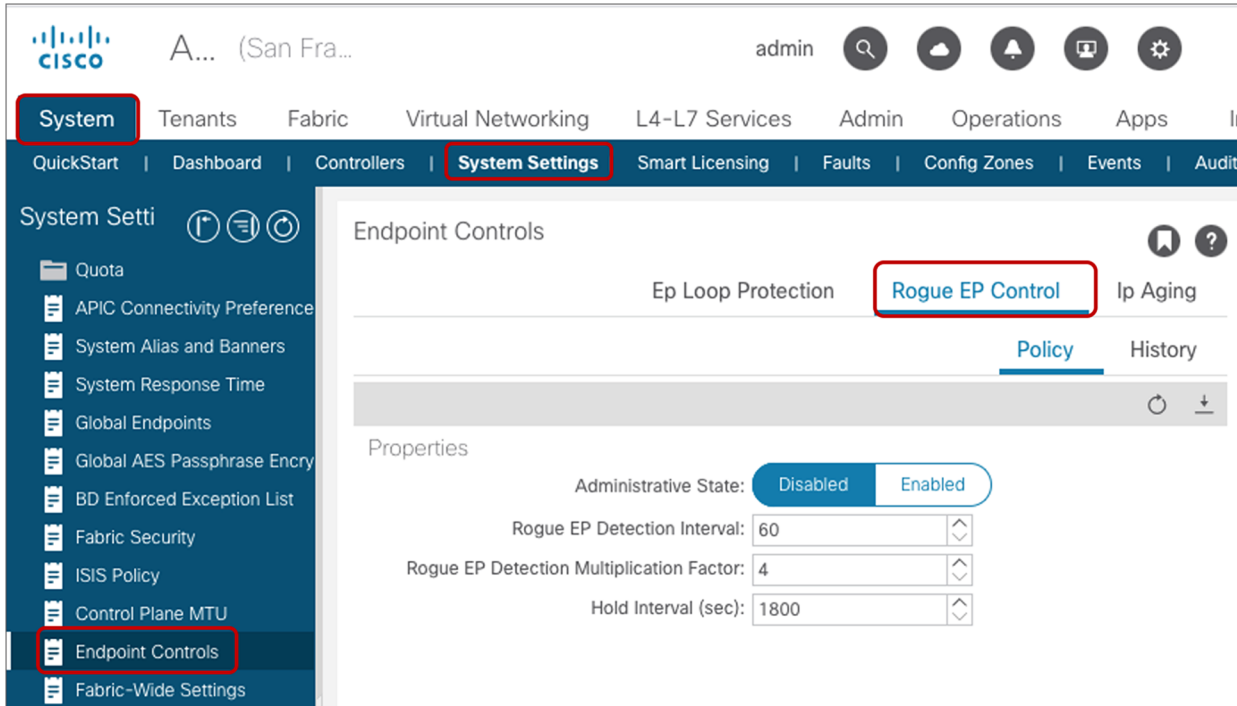 CISCO
A... (San Fra...
admin
System Tenants Fabric Virtual Networking L4-L7 Services Admin Operations Apps
QuickStart | Dashboard | Controllers | System Settings Smart Licensing | Faults | Config Zones | Events | Audit
System Setti
Quota
APIC Connectivity Preference
System Alias and Banners
System Response Time
Global Endpoints
Global AES Passphrase Encry
BD Enforced Exception List
Fabric Security
ISIS Policy
Control Plane MTU
Endpoint Controls
Fabric-Wide Settings
Endpoint Controls
?
Ep Loop Protection Rogue EP Control Ip Aging
Policy History
Properties
Administrative State: Disabled Enabled
Rogue EP Detection Interval: 60
Rogue EP Detection Multiplication Factor: 4
Hold Interval (sec): 1800